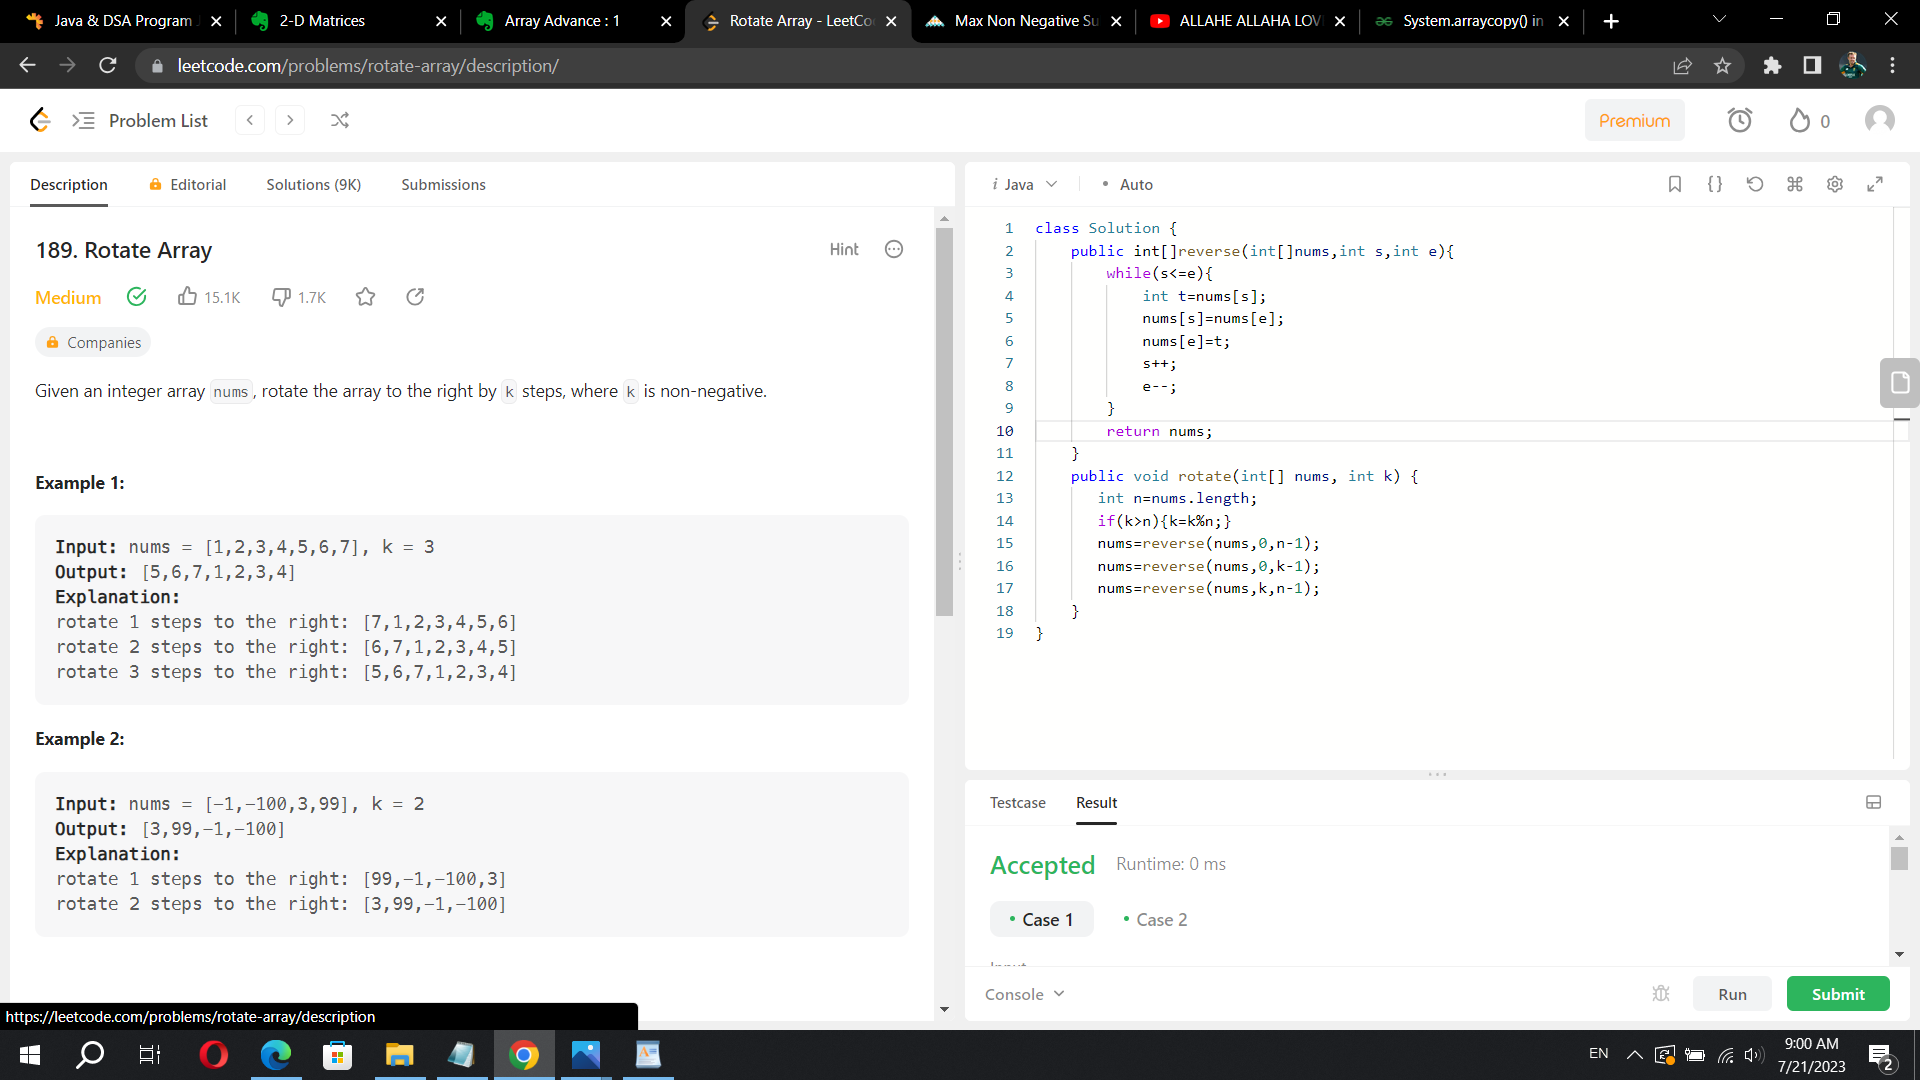 Java & DSA Program
2-D Matrices
Array Advance : 1
Rotate Array - LeetCo
Max Non Negative Su
ALLAHE ALLAHA LOV
System.arraycopy() in
leetcode.com/problems/rotate-array/description/
Problem List
Premium
0
Description
Editorial
Solutions (9K)
Submissions
189. Rotate Array
Hint
Medium
15.1K
1.7K
Companies
Given an integer array nums, rotate the array to the right by k steps, where k is non-negative.
Example 1:
Input: nums = [1,2,3,4,5,6,7], k = 3
Output: [5,6,7,1,2,3,4]
Explanation:
rotate 1 steps to the right: [7,1,2,3,4,5,6]
rotate 2 steps to the right: [6,7,1,2,3,4,5]
rotate 3 steps to the right: [5,6,7,1,2,3,4]
Example 2:
Input: nums = [-1,-100,3,99], k = 2
Output: [3,99,-1,-100]
Explanation:
rotate 1 steps to the right: [99,-1,-100,3]
rotate 2 steps to the right: [3,99,-1,-100]
https://leetcode.com/problems/rotate-array/description
i Java
• Auto
1 class Solution {
2 public int[]reverse(int[]nums,int s,int e){
3 while(s<=e){
4 int t=nums[s];
5 nums[s]=nums[e];
6 nums[e]=t;
7 s++;
8 e--;
9 }
10 return nums;
11 }
12 public void rotate(int[] nums, int k) {
13 int n=nums.length;
14 if(k>n){k=k%n;}
15 nums=reverse(nums,0,n-1);
16 nums=reverse(nums,0,k-1);
17 nums=reverse(nums,k,n-1);
18 }
19 }
Testcase
Result
Accepted
Runtime: 0 ms
• Case 1
• Case 2
Console
Run
Submit
EN
9:00 AM
7/21/2023
2